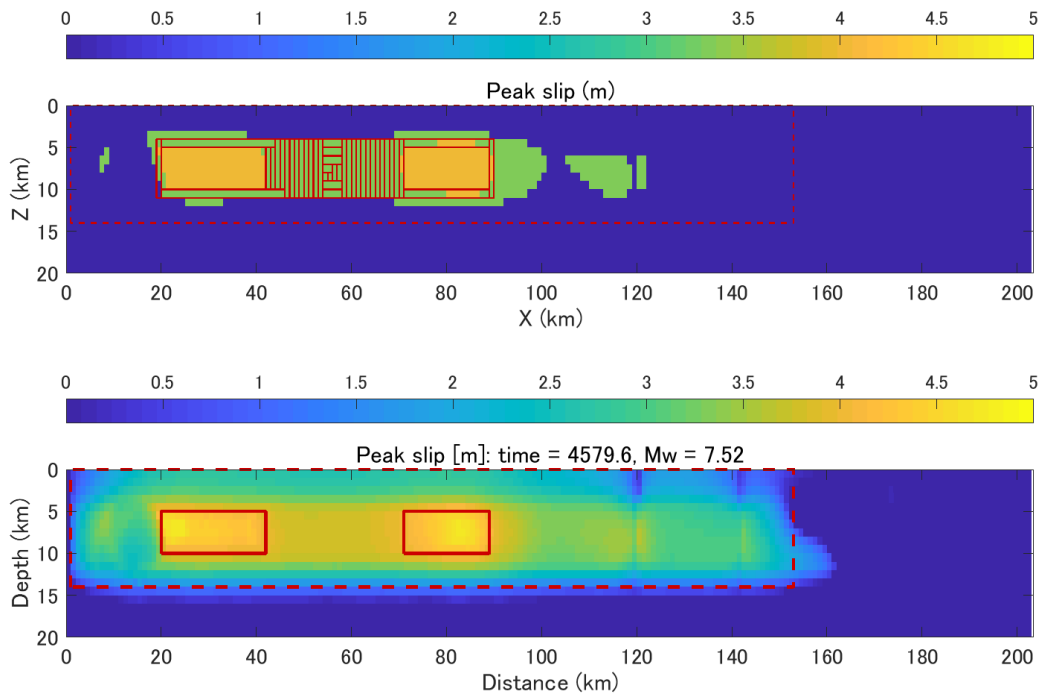 0 0.5 1 1.5 2 2.5 3 3.5 4 4.5 5
Peak slip (m)
0
5
10
15
20
Z (km)
0 20 40 60 80 100 120 140 160 180 200
X (km)
0 0.5 1 1.5 2 2.5 3 3.5 4 4.5 5
Peak slip [m]: time = 4579.6, Mw = 7.52
0
5
10
15
20
Depth (km)
0 20 40 60 80 100 120 140 160 180 200
Distance (km)